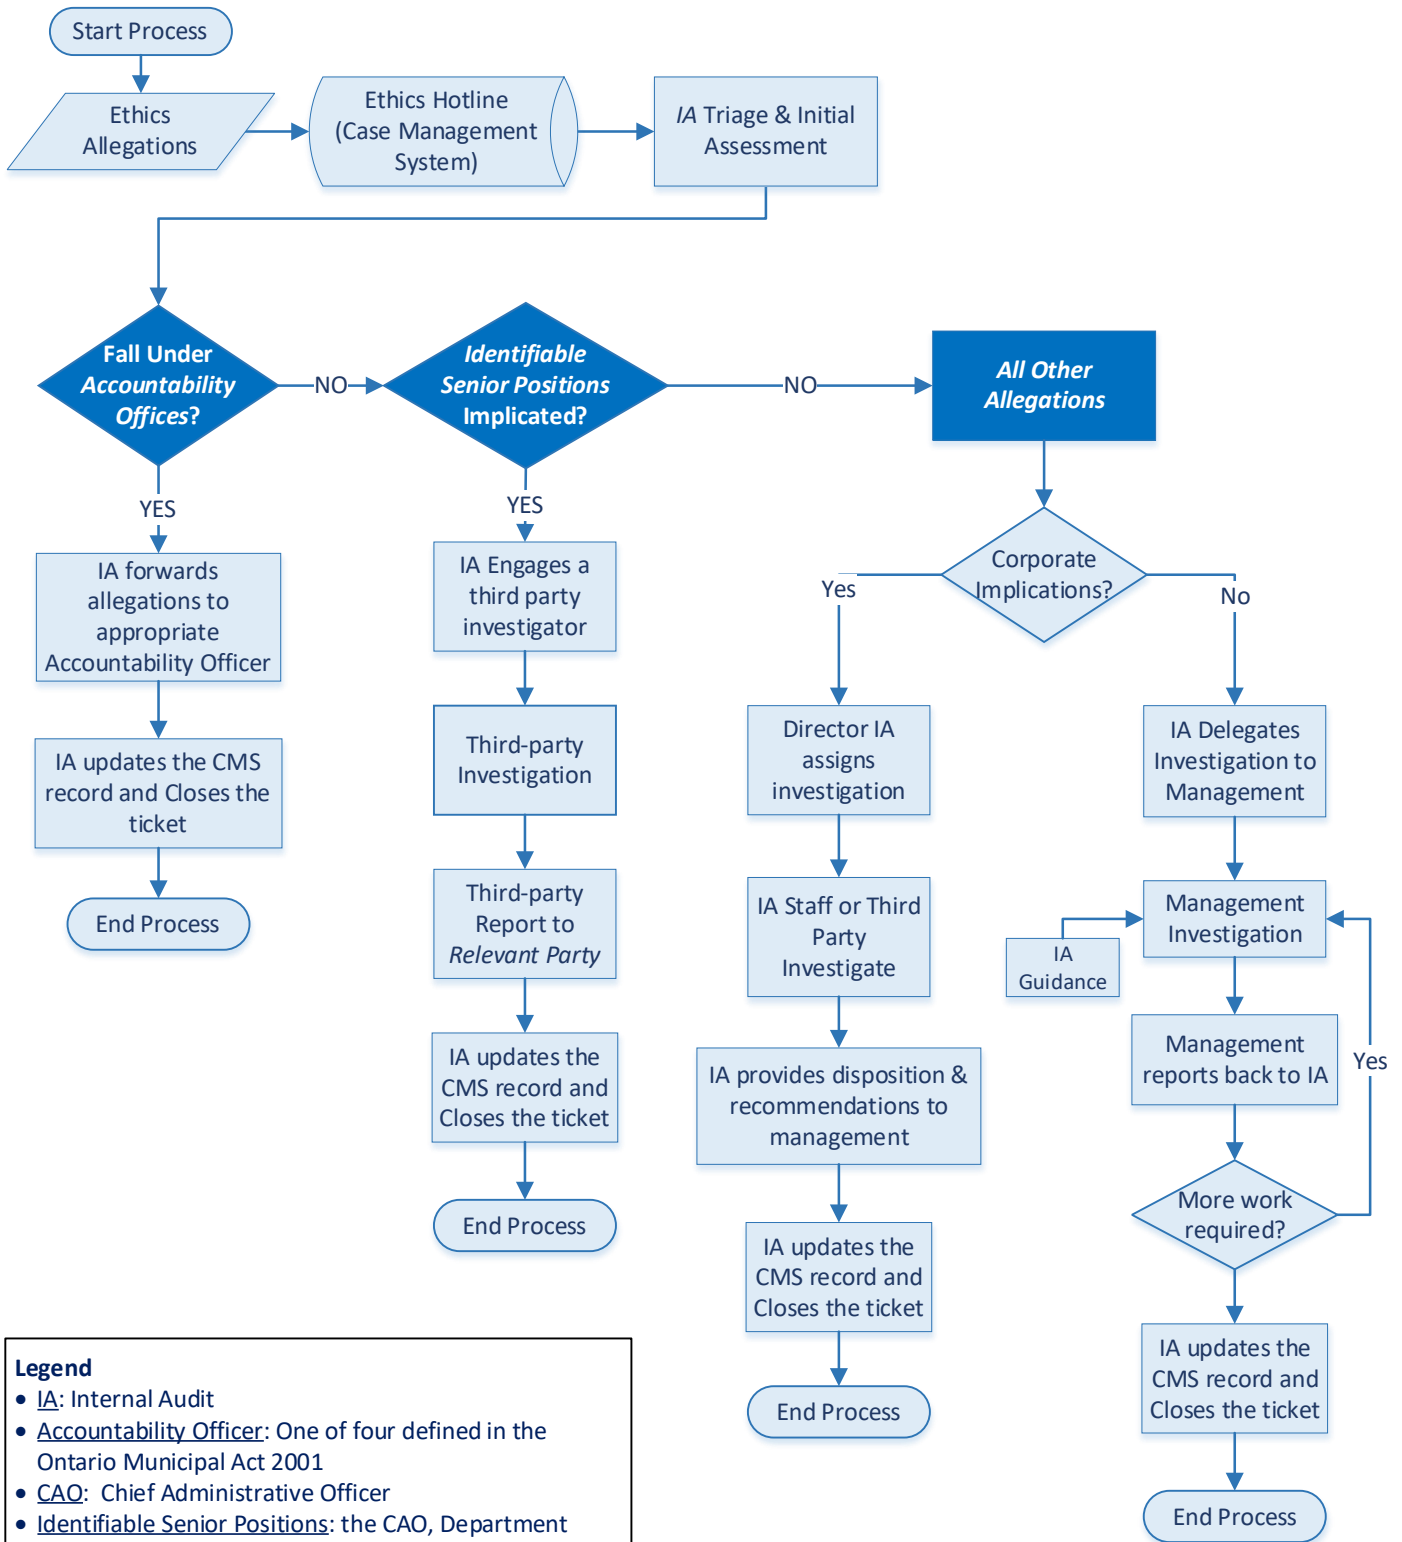 Start Process
Ethics
Allegations
Ethics Hotline
(Case Management
System)
IA Triage & Initial
Assessment
Fall Under
Accountability
Offices?
NO
Identifiable
Senior Positions
Implicated?
NO
All Other
Allegations
YES
IA forwards
allegations to
appropriate
Accountability Officer
IA updates the CMS
record and Closes the
ticket
End Process
YES
IA Engages a
third party
investigator
Third-party
Investigation
Third-party
Report to
Relevant Party
IA updates the
CMS record and
Closes the ticket
End Process
Corporate
Implications?
Yes
No
Director IA
assigns
investigation
IA Staff or Third
Party
Investigate
IA provides disposition &
recommendations to
management
IA updates the
CMS record and
Closes the ticket
End Process
IA Delegates
Investigation to
Management
Management
Investigation
IA
Guidance
Management
reports back to IA
Yes
More work
required?
IA updates the
CMS record and
Closes the ticket
End Process
Legend
• IA: Internal Audit
• Accountability Officer: One of four defined in the
Ontario Municipal Act 2001
• CAO: Chief Administrative Officer
• Identifiable Senior Positions: the CAO, Department